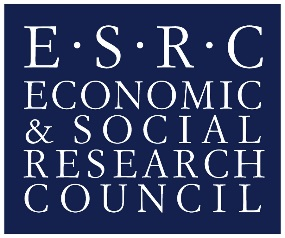 E·S·R·C
ECONOMIC
& SOCIAL
RESEARCH
COUNCIL